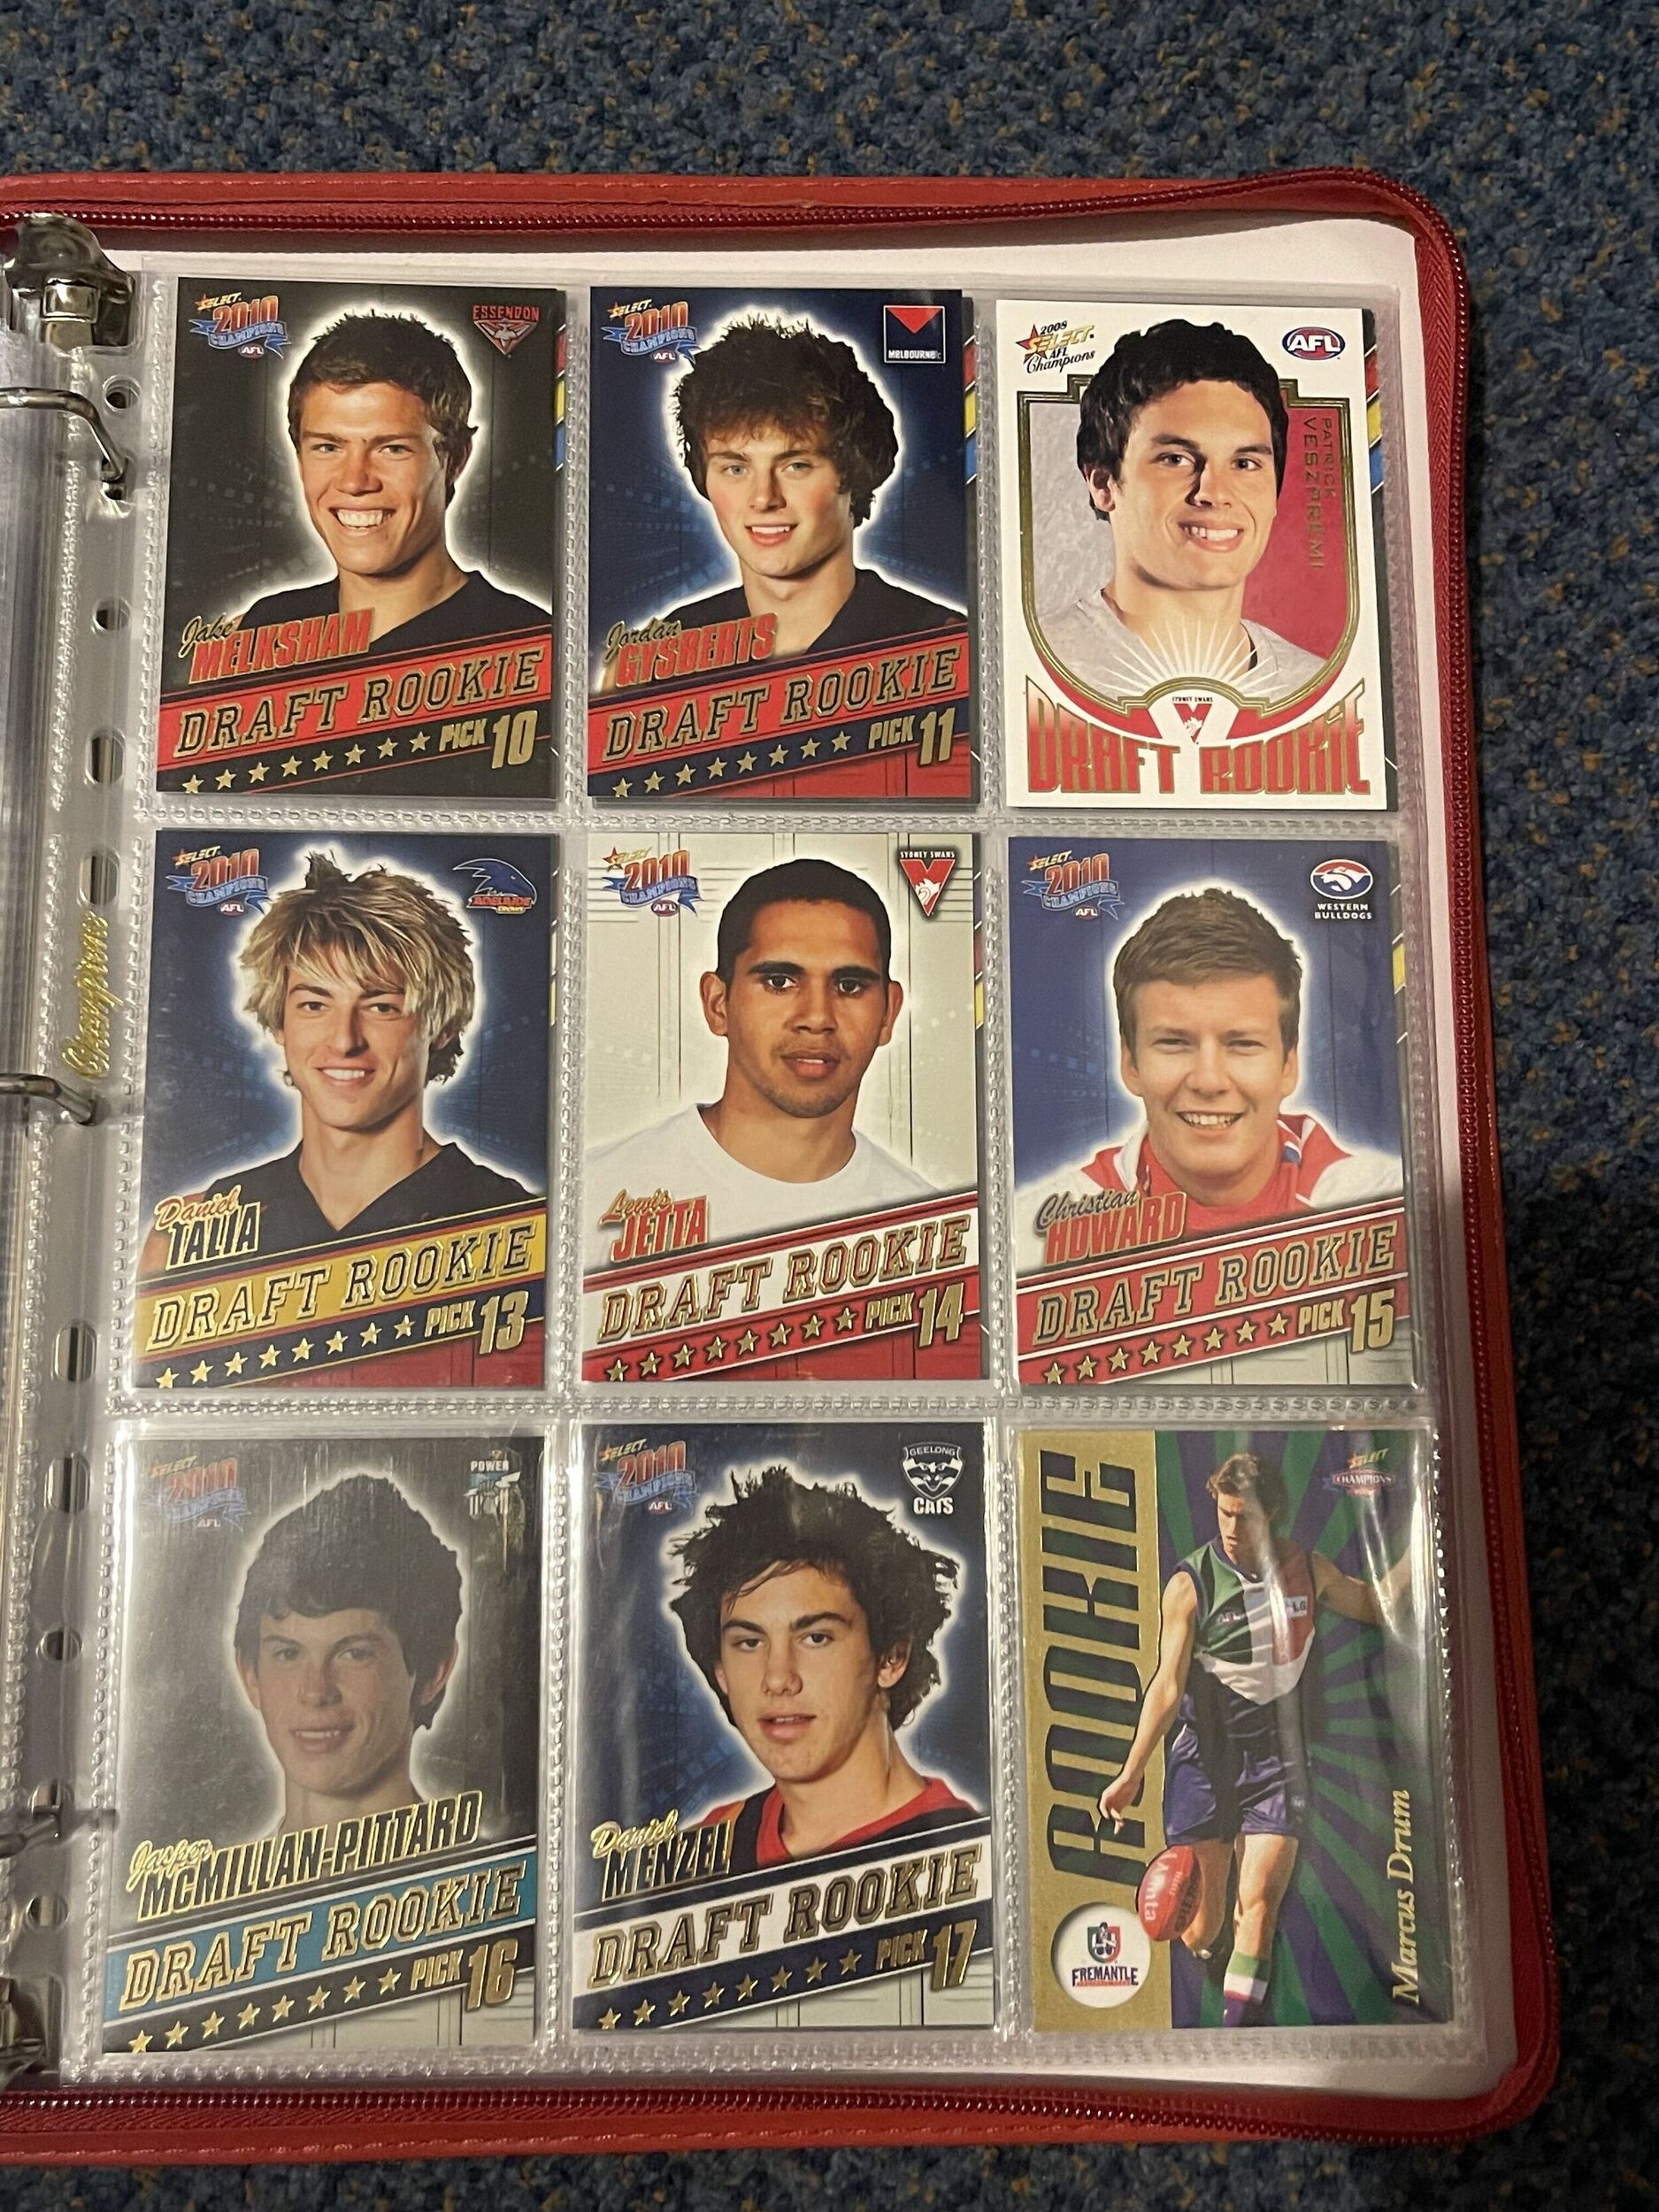 SELECT
2010
CHAMPIONS
AFL
ESSENDON
Jake
MELKSHAM
DRAFT ROOKIE
PICK 10
SELECT
2010
CHAMPIONS
AFL
MELBOURNE
Jordan
GYSBERTS
DRAFT ROOKIE
PICK 11
2008
SELECT
AFL
Champions
AFL
PATRICK
VESZPREMI
SYDNEY SWANS
DRAFT ROOKIE
Champions
SELECT
2010
CHAMPIONS
AFL
ADELAIDE
CROWS
Daniel
TALIA
DRAFT ROOKIE
PICK 13
SELECT
2010
CHAMPIONS
AFL
SYDNEY SWANS
Lewis
JETTA
DRAFT ROOKIE
PICK 14
SELECT
2010
CHAMPIONS
AFL
WESTERN
BULLDOGS
Christian
HOWARD
DRAFT ROOKIE
PICK 15
SELECT
2010
CHAMPIONS
AFL
POWER
Jasper
MCMILLAN-PITTARD
DRAFT ROOKIE
PICK 16
SELECT
2010
CHAMPIONS
AFL
GEELONG
CATS
Daniel
MENZEL
DRAFT ROOKIE
PICK 17
ROOKIE
SELECT
CHAMPIONS
AFL
LG
FREMANTLE
Marcus Drum